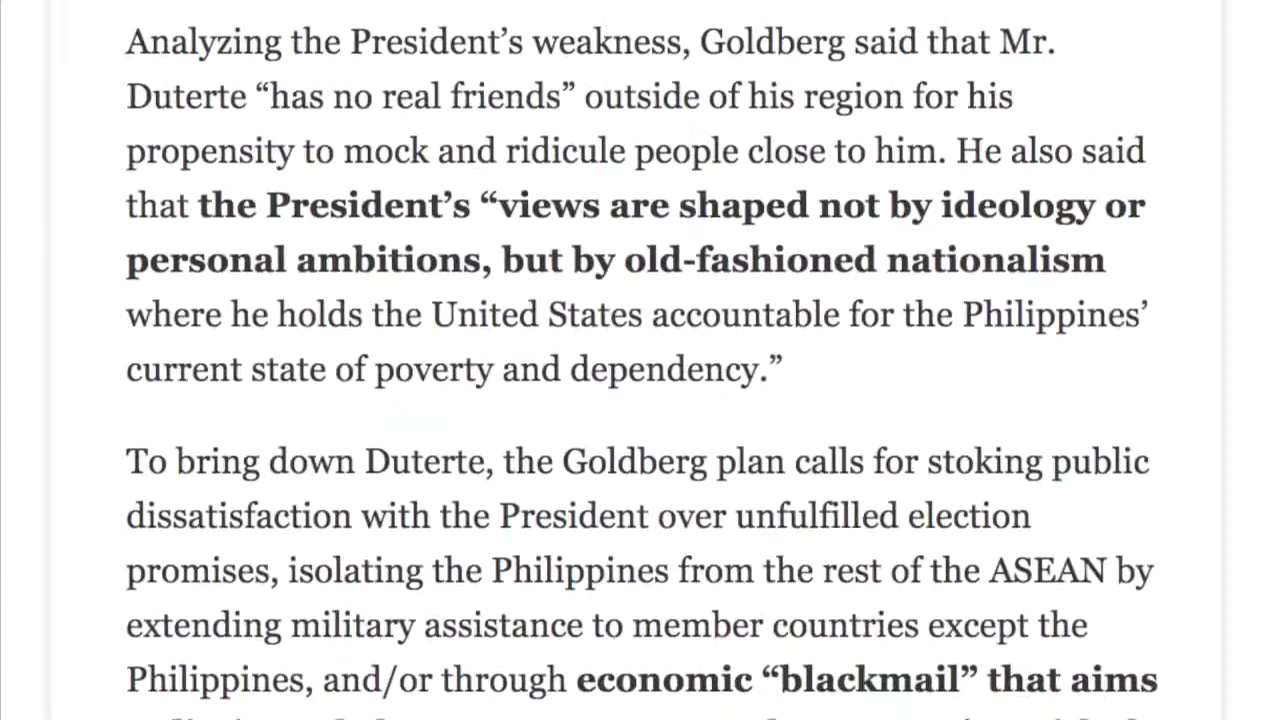 Analyzing the President’s weakness, Goldberg said that Mr.
Duterte “has no real friends” outside of his region for his
propensity to mock and ridicule people close to him. He also said
that the President’s “views are shaped not by ideology or
personal ambitions, but by old-fashioned nationalism
where he holds the United States accountable for the Philippines’
current state of poverty and dependency.”
To bring down Duterte, the Goldberg plan calls for stoking public
dissatisfaction with the President over unfulfilled election
promises, isolating the Philippines from the rest of the ASEAN by
extending military assistance to member countries except the
Philippines, and/or through economic “blackmail” that aims